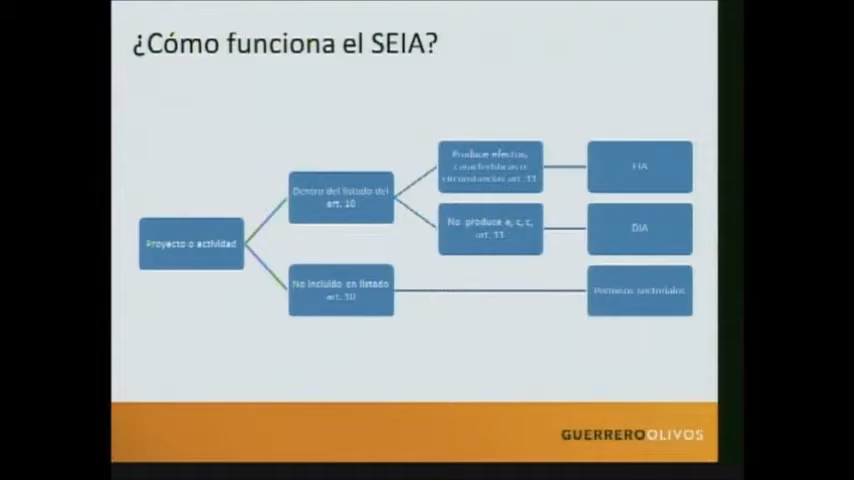 ¿Cómo funciona el SEIA?
Produce efectos,
características o
circunstancias art. 11
EIA
Dentro del listado del
art. 10
No produce e, c, c,
art. 11
DIA
Proyecto o actividad
No incluido en listado
art. 10
Permisos sectoriales
GUERREROOLIVOS